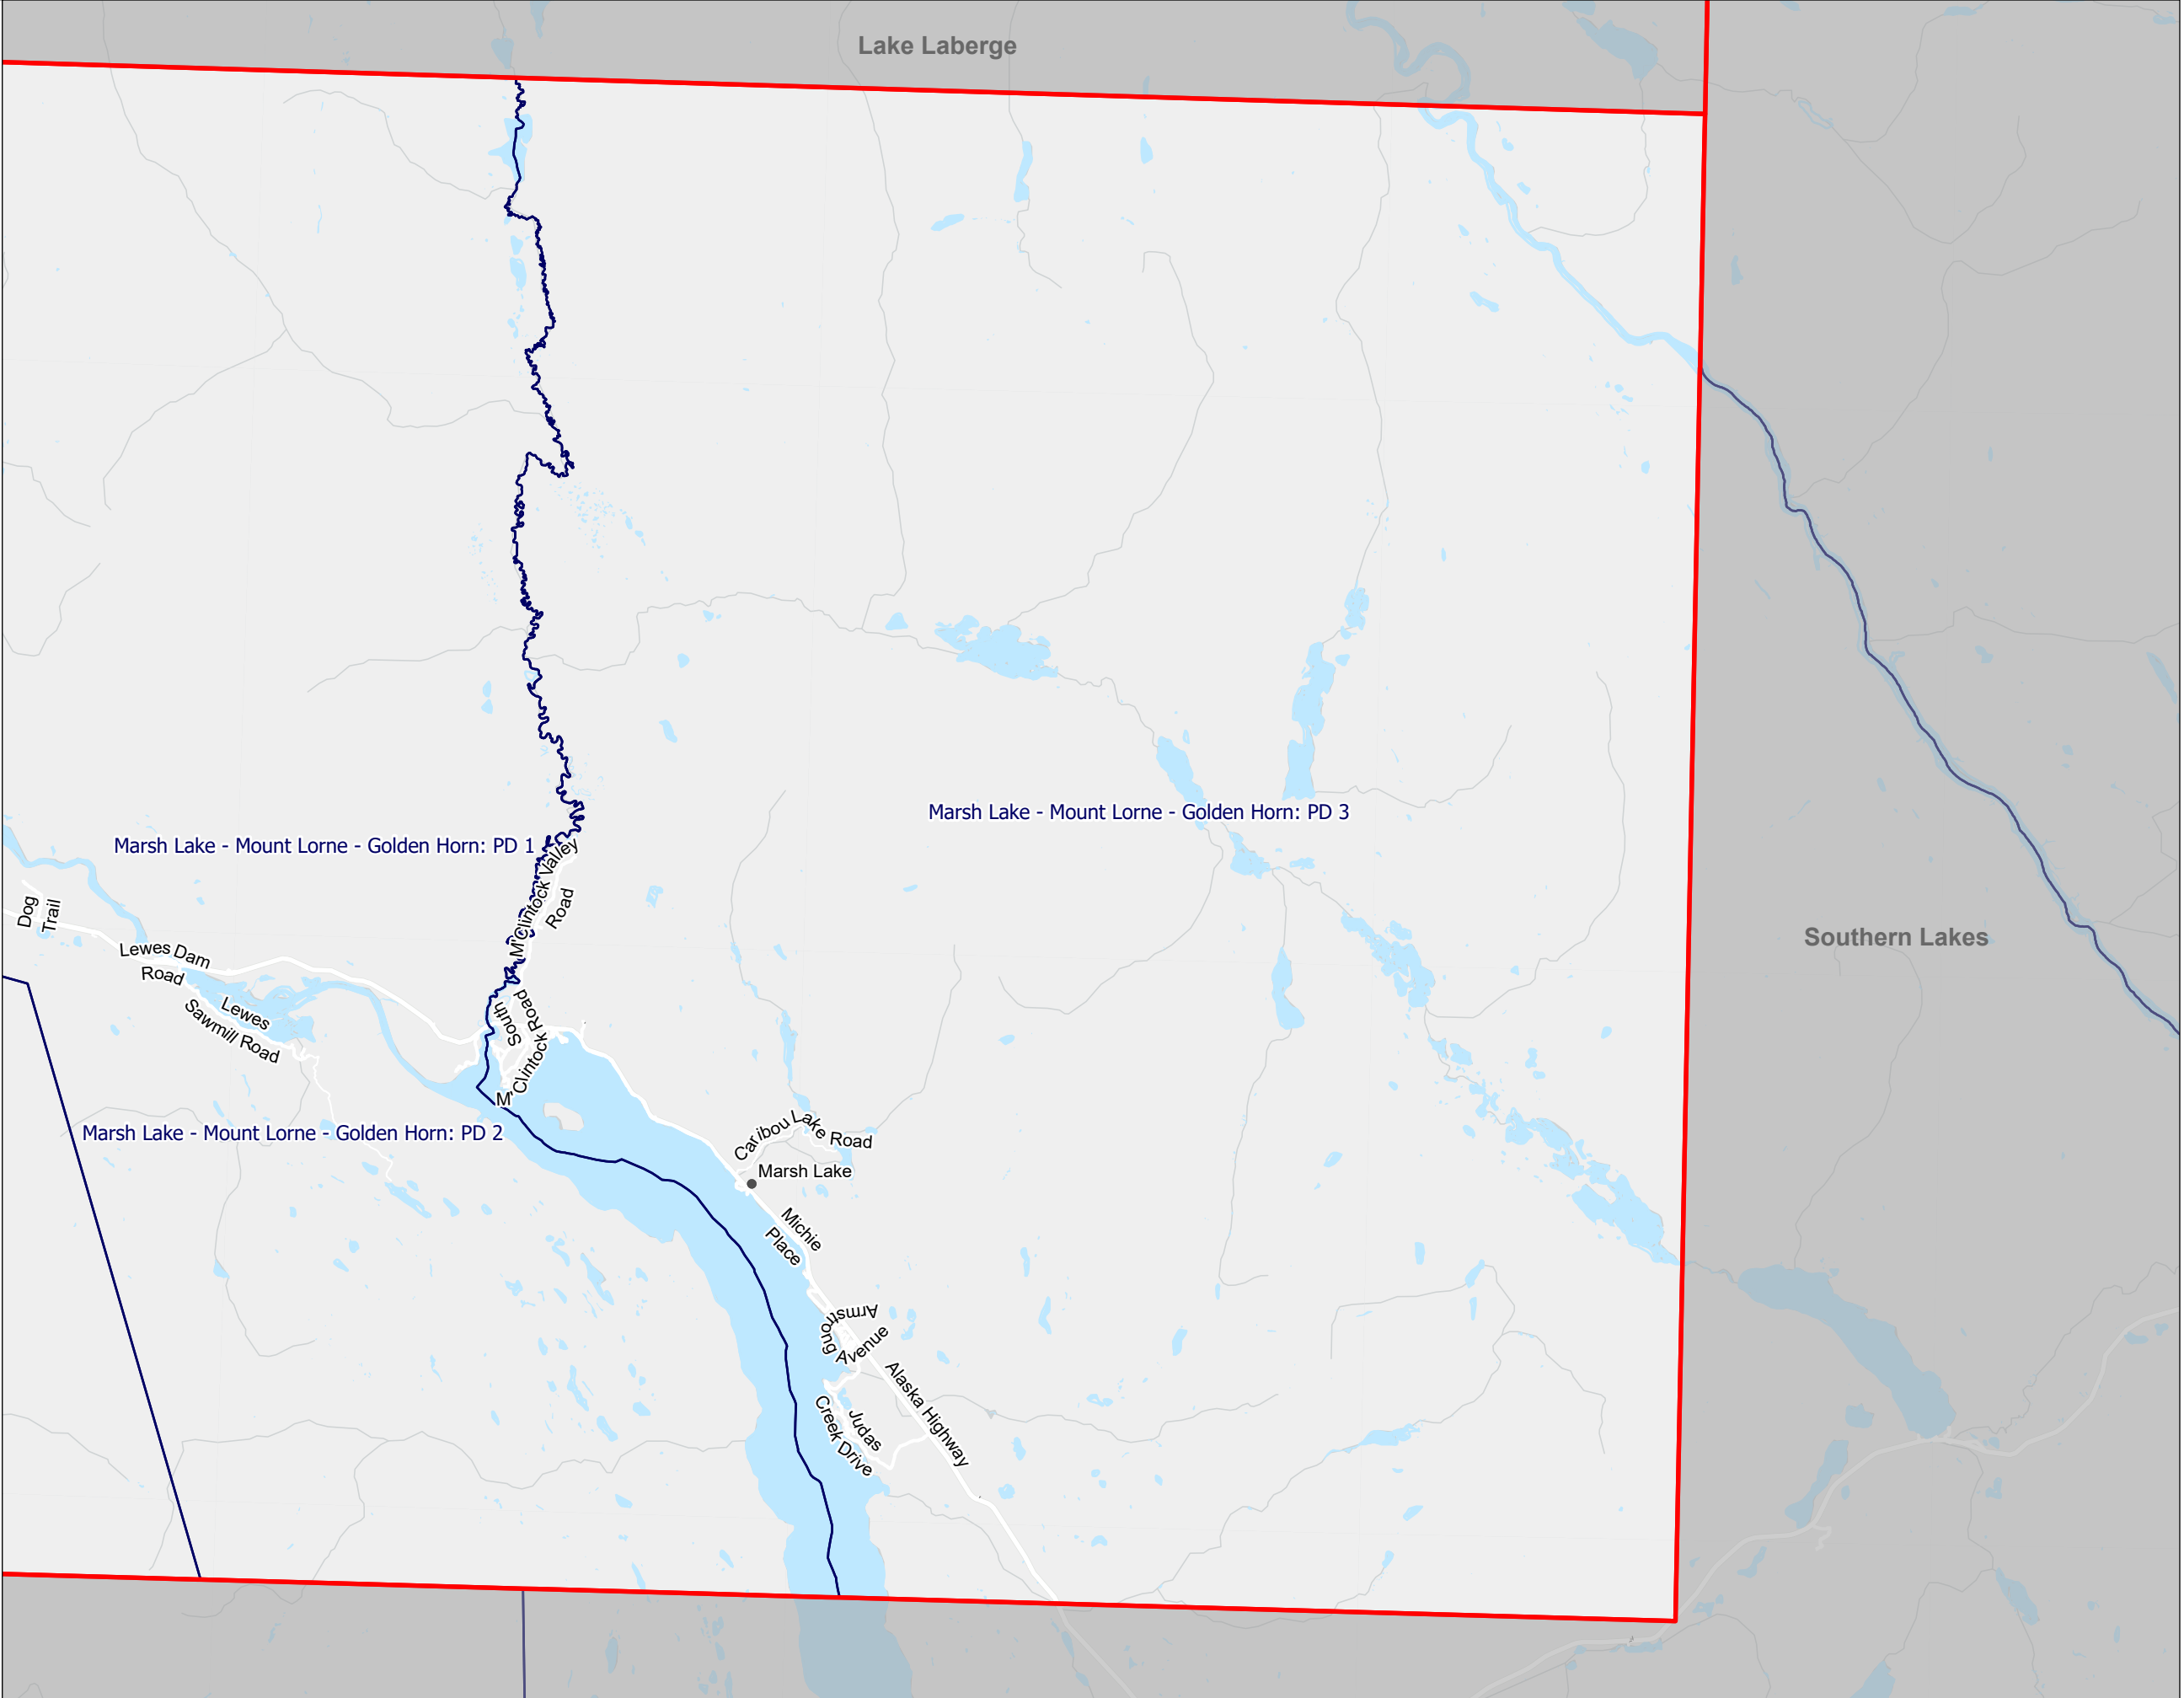 Lake Laberge
Marsh Lake - Mount Lorne - Golden Horn: PD 3
Marsh Lake - Mount Lorne - Golden Horn: PD 1
M'Clintock Valley
Road
Dog
Trail
Southern Lakes
Lewes Dam
Road
Lewes
Sawmill Road
South
M'Clintock Road
Marsh Lake - Mount Lorne - Golden Horn: PD 2
Caribou Lake Road
Marsh Lake
Michie
Place
Armstrong
Avenue
Alaska Highway
Judas
Creek Drive